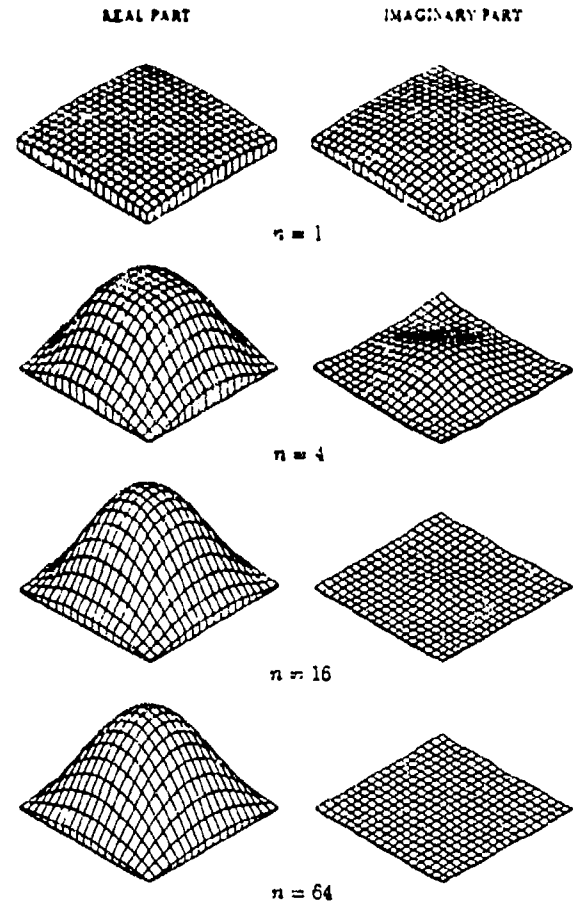 REAL PART IMAGINARY PART
n = 1
n = 4
n = 16
n = 64